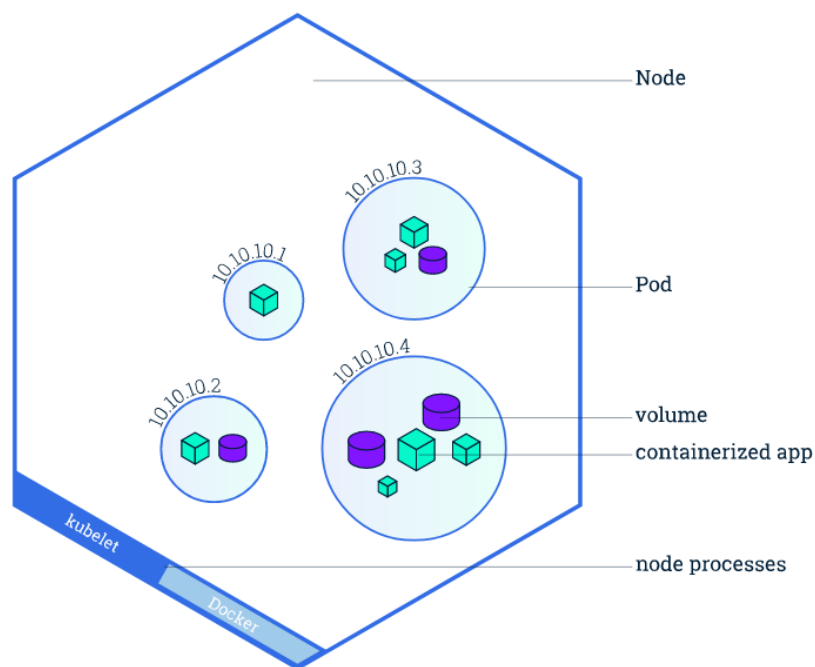 Node
10.10.10.3
10.10.10.1
Pod
10.10.10.4
10.10.10.2
volume
containerized app
kubelet
node processes
Docker